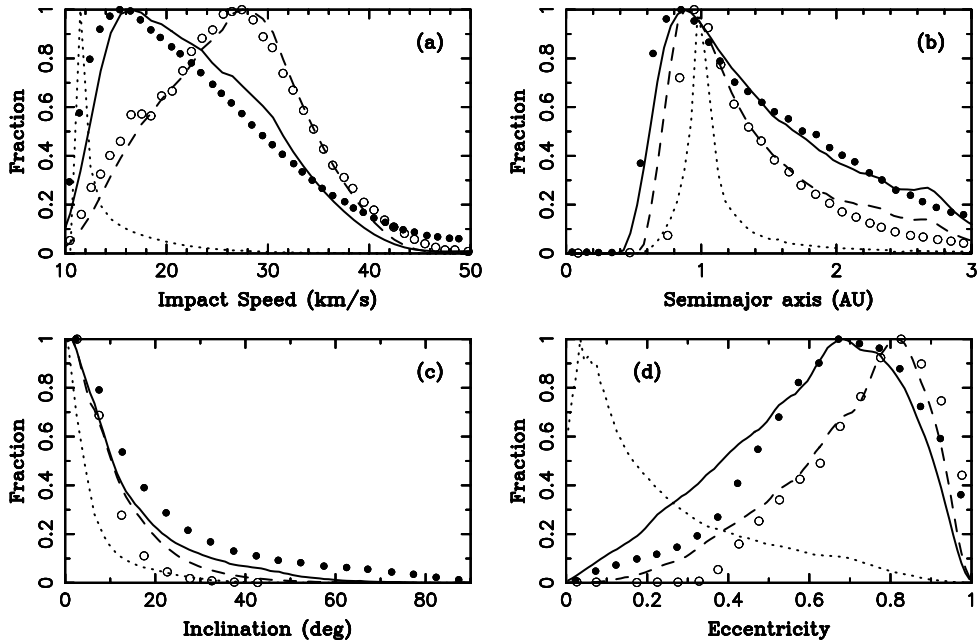 (a)
Fraction
0 0.2 0.4 0.6 0.8 1
10 20 30 40 50
Impact Speed (km/s)
(b)
Fraction
0 0.2 0.4 0.6 0.8 1
0 1 2 3
Semimajor axis (AU)
(c)
Fraction
0 0.2 0.4 0.6 0.8 1
0 20 40 60 80
Inclination (deg)
(d)
Fraction
0 0.2 0.4 0.6 0.8 1
0 0.2 0.4 0.6 0.8 1
Eccentricity